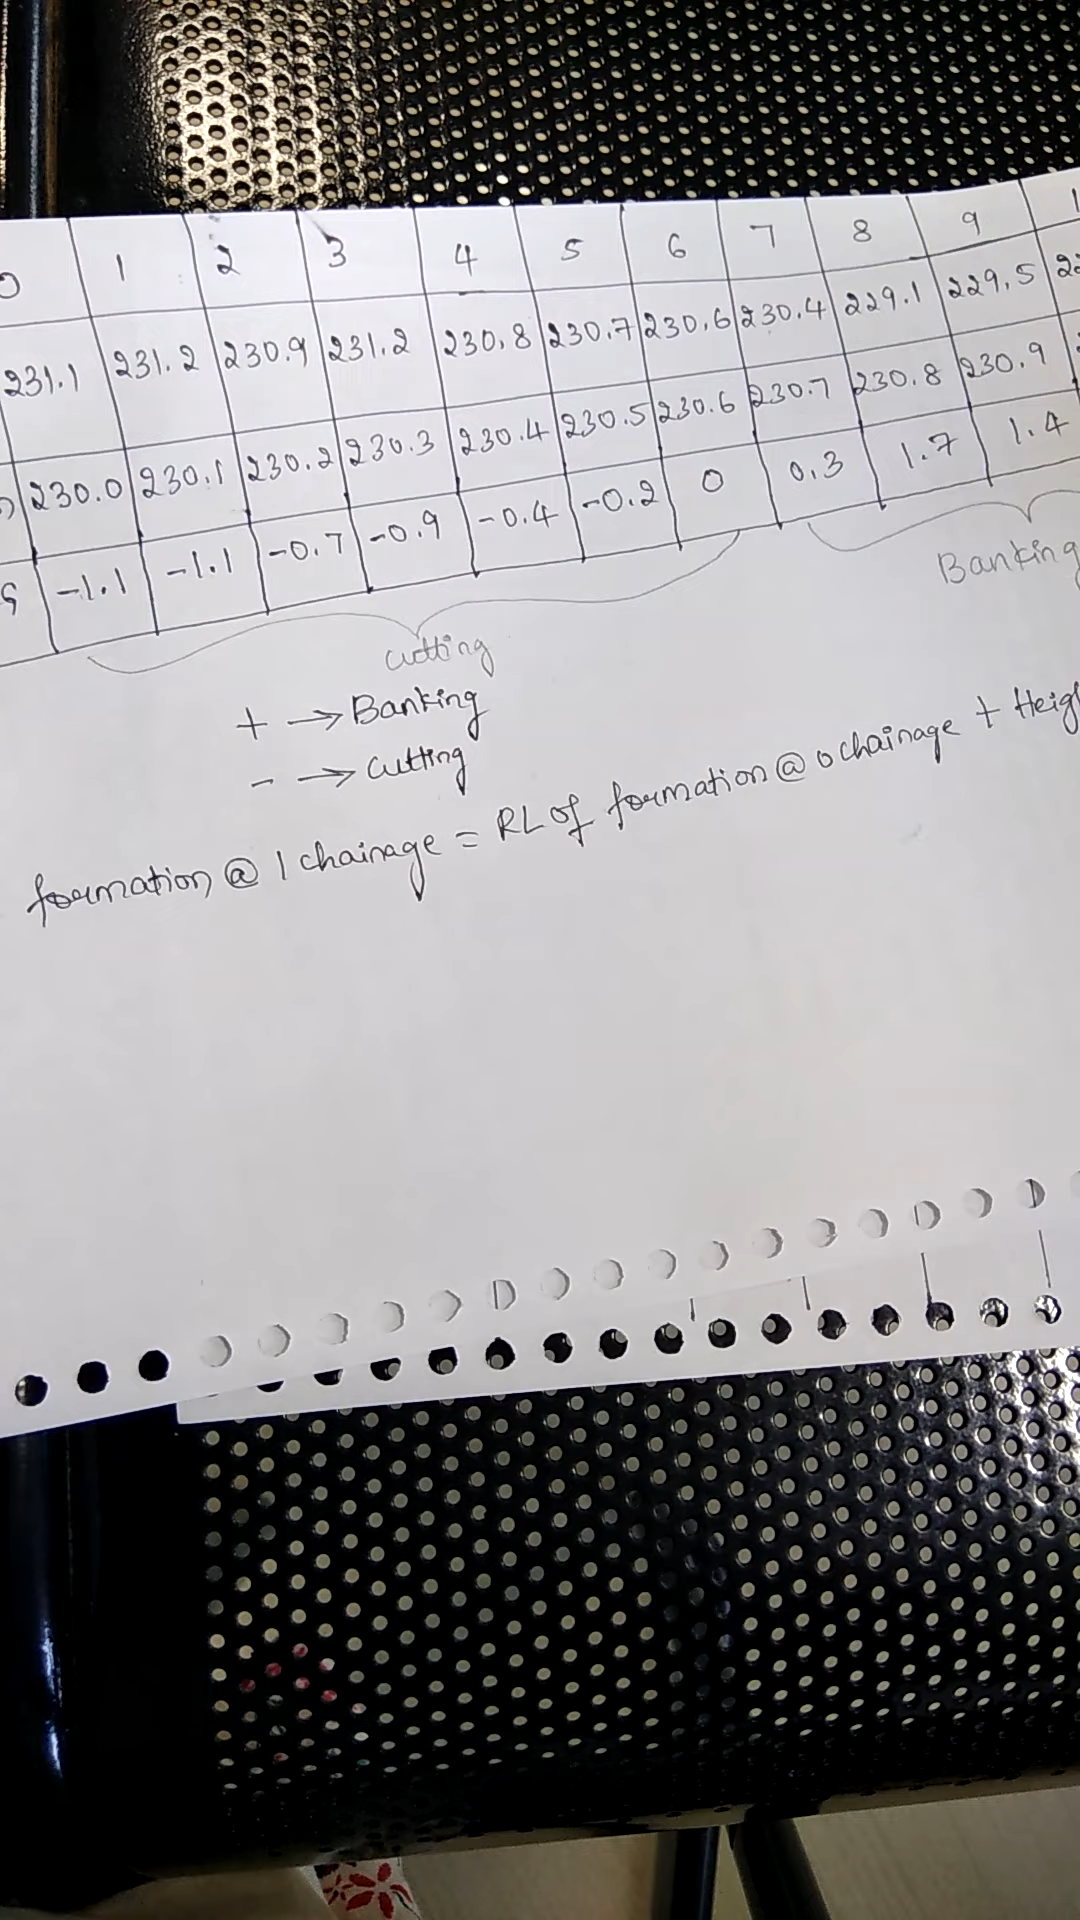 0 1 2 3 4 5 6 7 8 9
231.1 231.2 230.9 231.2 230.8 230.7 230.6 230.4 229.1 229.5
230.0 230.1 230.2 230.3 230.4 230.5 230.6 230.7 230.8 230.9
-1.1 -1.1 -0.7 -0.9 -0.4 -0.2 0 0.3 1.7 1.4
cutting Banking
+ → Banking
- → cutting
formation @ 1 chainage = RL of formation @ 0 chainage +